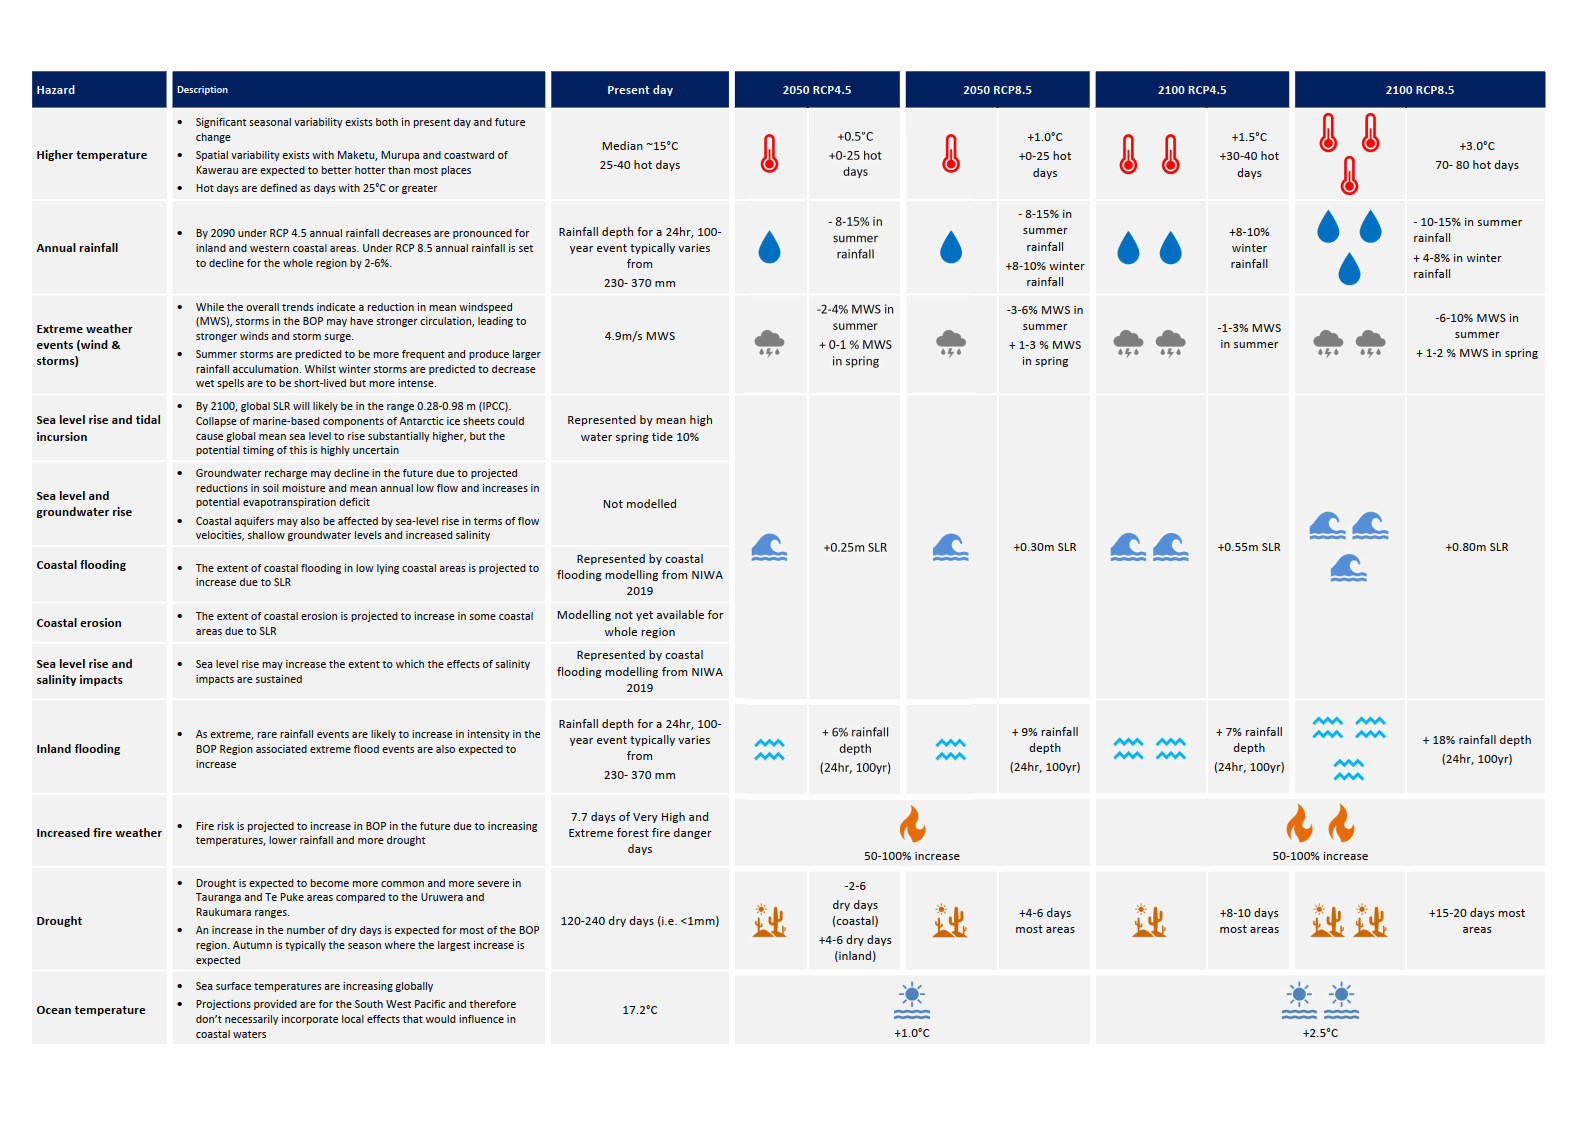 Hazard
Description
Present day
2050 RCP4.5
2050 RCP8.5
2100 RCP4.5
2100 RCP8.5
Higher temperature
• Significant seasonal variability exists both in present day and future
change
• Spatial variability exists with Maketu, Murupa and coastward of
Kawerau are expected to better hotter than most places
• Hot days are defined as days with 25°C or greater
Median ~15°C
25-40 hot days
+0.5°C
+0-25 hot
days
+1.0°C
+0-25 hot
days
+1.5°C
+30-40 hot
days
+3.0°C
70- 80 hot days
Annual rainfall
• By 2090 under RCP 4.5 annual rainfall decreases are pronounced for
inland and western coastal areas. Under RCP 8.5 annual rainfall is set
to decline for the whole region by 2-6%.
Rainfall depth for a 24hr, 100-
year event typically varies
from
230- 370 mm
- 8-15% in
summer
rainfall
- 8-15% in
summer
rainfall
+8-10% winter
rainfall
+8-10%
winter
rainfall
- 10-15% in summer
rainfall
+ 4-8% in winter
rainfall
Extreme weather
events (wind &
storms)
• While the overall trends indicate a reduction in mean windspeed
(MWS), storms in the BOP may have stronger circulation, leading to
stronger winds and storm surge.
• Summer storms are predicted to be more frequent and produce larger
rainfall acculumation. Whilst winter storms are predicted to decrease
wet spells are to be short-lived but more intense.
4.9m/s MWS
-2-4% MWS in
summer
+ 0-1 % MWS
in spring
-3-6% MWS in
summer
+ 1-3 % MWS
in spring
-1-3% MWS
in summer
-6-10% MWS in
summer
+ 1-2 % MWS in spring
Sea level rise and tidal
incursion
• By 2100, global SLR will likely be in the range 0.28-0.98 m (IPCC).
Collapse of marine-based components of Antarctic ice sheets could
cause global mean sea level to rise substantially higher, but the
potential timing of this is highly uncertain
Represented by mean high
water spring tide 10%
Sea level and
groundwater rise
• Groundwater recharge may decline in the future due to projected
reductions in soil moisture and mean annual low flow and increases in
potential evapotranspiration deficit
• Coastal aquifers may also be affected by sea-level rise in terms of flow
velocities, shallow groundwater levels and increased salinity
Not modelled
+0.25m SLR
+0.30m SLR
+0.55m SLR
+0.80m SLR
Coastal flooding
• The extent of coastal flooding in low lying coastal areas is projected to
increase due to SLR
Represented by coastal
flooding modelling from NIWA
2019
Coastal erosion
• The extent of coastal erosion is projected to increase in some coastal
areas due to SLR
Modelling not yet available for
whole region
Sea level rise and
salinity impacts
• Sea level rise may increase the extent to which the effects of salinity
impacts are sustained
Represented by coastal
flooding modelling from NIWA
2019
Inland flooding
• As extreme, rare rainfall events are likely to increase in intensity in the
BOP Region associated extreme flood events are also expected to
increase
Rainfall depth for a 24hr, 100-
year event typically varies
from
230- 370 mm
+ 6% rainfall
depth
(24hr, 100yr)
+ 9% rainfall
depth
(24hr, 100yr)
+ 7% rainfall
depth
(24hr, 100yr)
+ 18% rainfall depth
(24hr, 100yr)
Increased fire weather
• Fire risk is projected to increase in BOP in the future due to increasing
temperatures, lower rainfall and more drought
7.7 days of Very High and
Extreme forest fire danger
days
50-100% increase
50-100% increase
Drought
• Drought is expected to become more common and more severe in
Tauranga and Te Puke areas compared to the Uruwera and
Raukumara ranges.
• An increase in the number of dry days is expected for most of the BOP
region. Autumn is typically the season where the largest increase is
expected
120-240 dry days (i.e. <1mm)
-2-6
dry days
(coastal)
+4-6 dry days
(inland)
+4-6 days
most areas
+8-10 days
most areas
+15-20 days most
areas
Ocean temperature
• Sea surface temperatures are increasing globally
• Projections provided are for the South West Pacific and therefore
don't necessarily incorporate local effects that would influence in
coastal waters
17.2°C
+1.0°C
+2.5°C